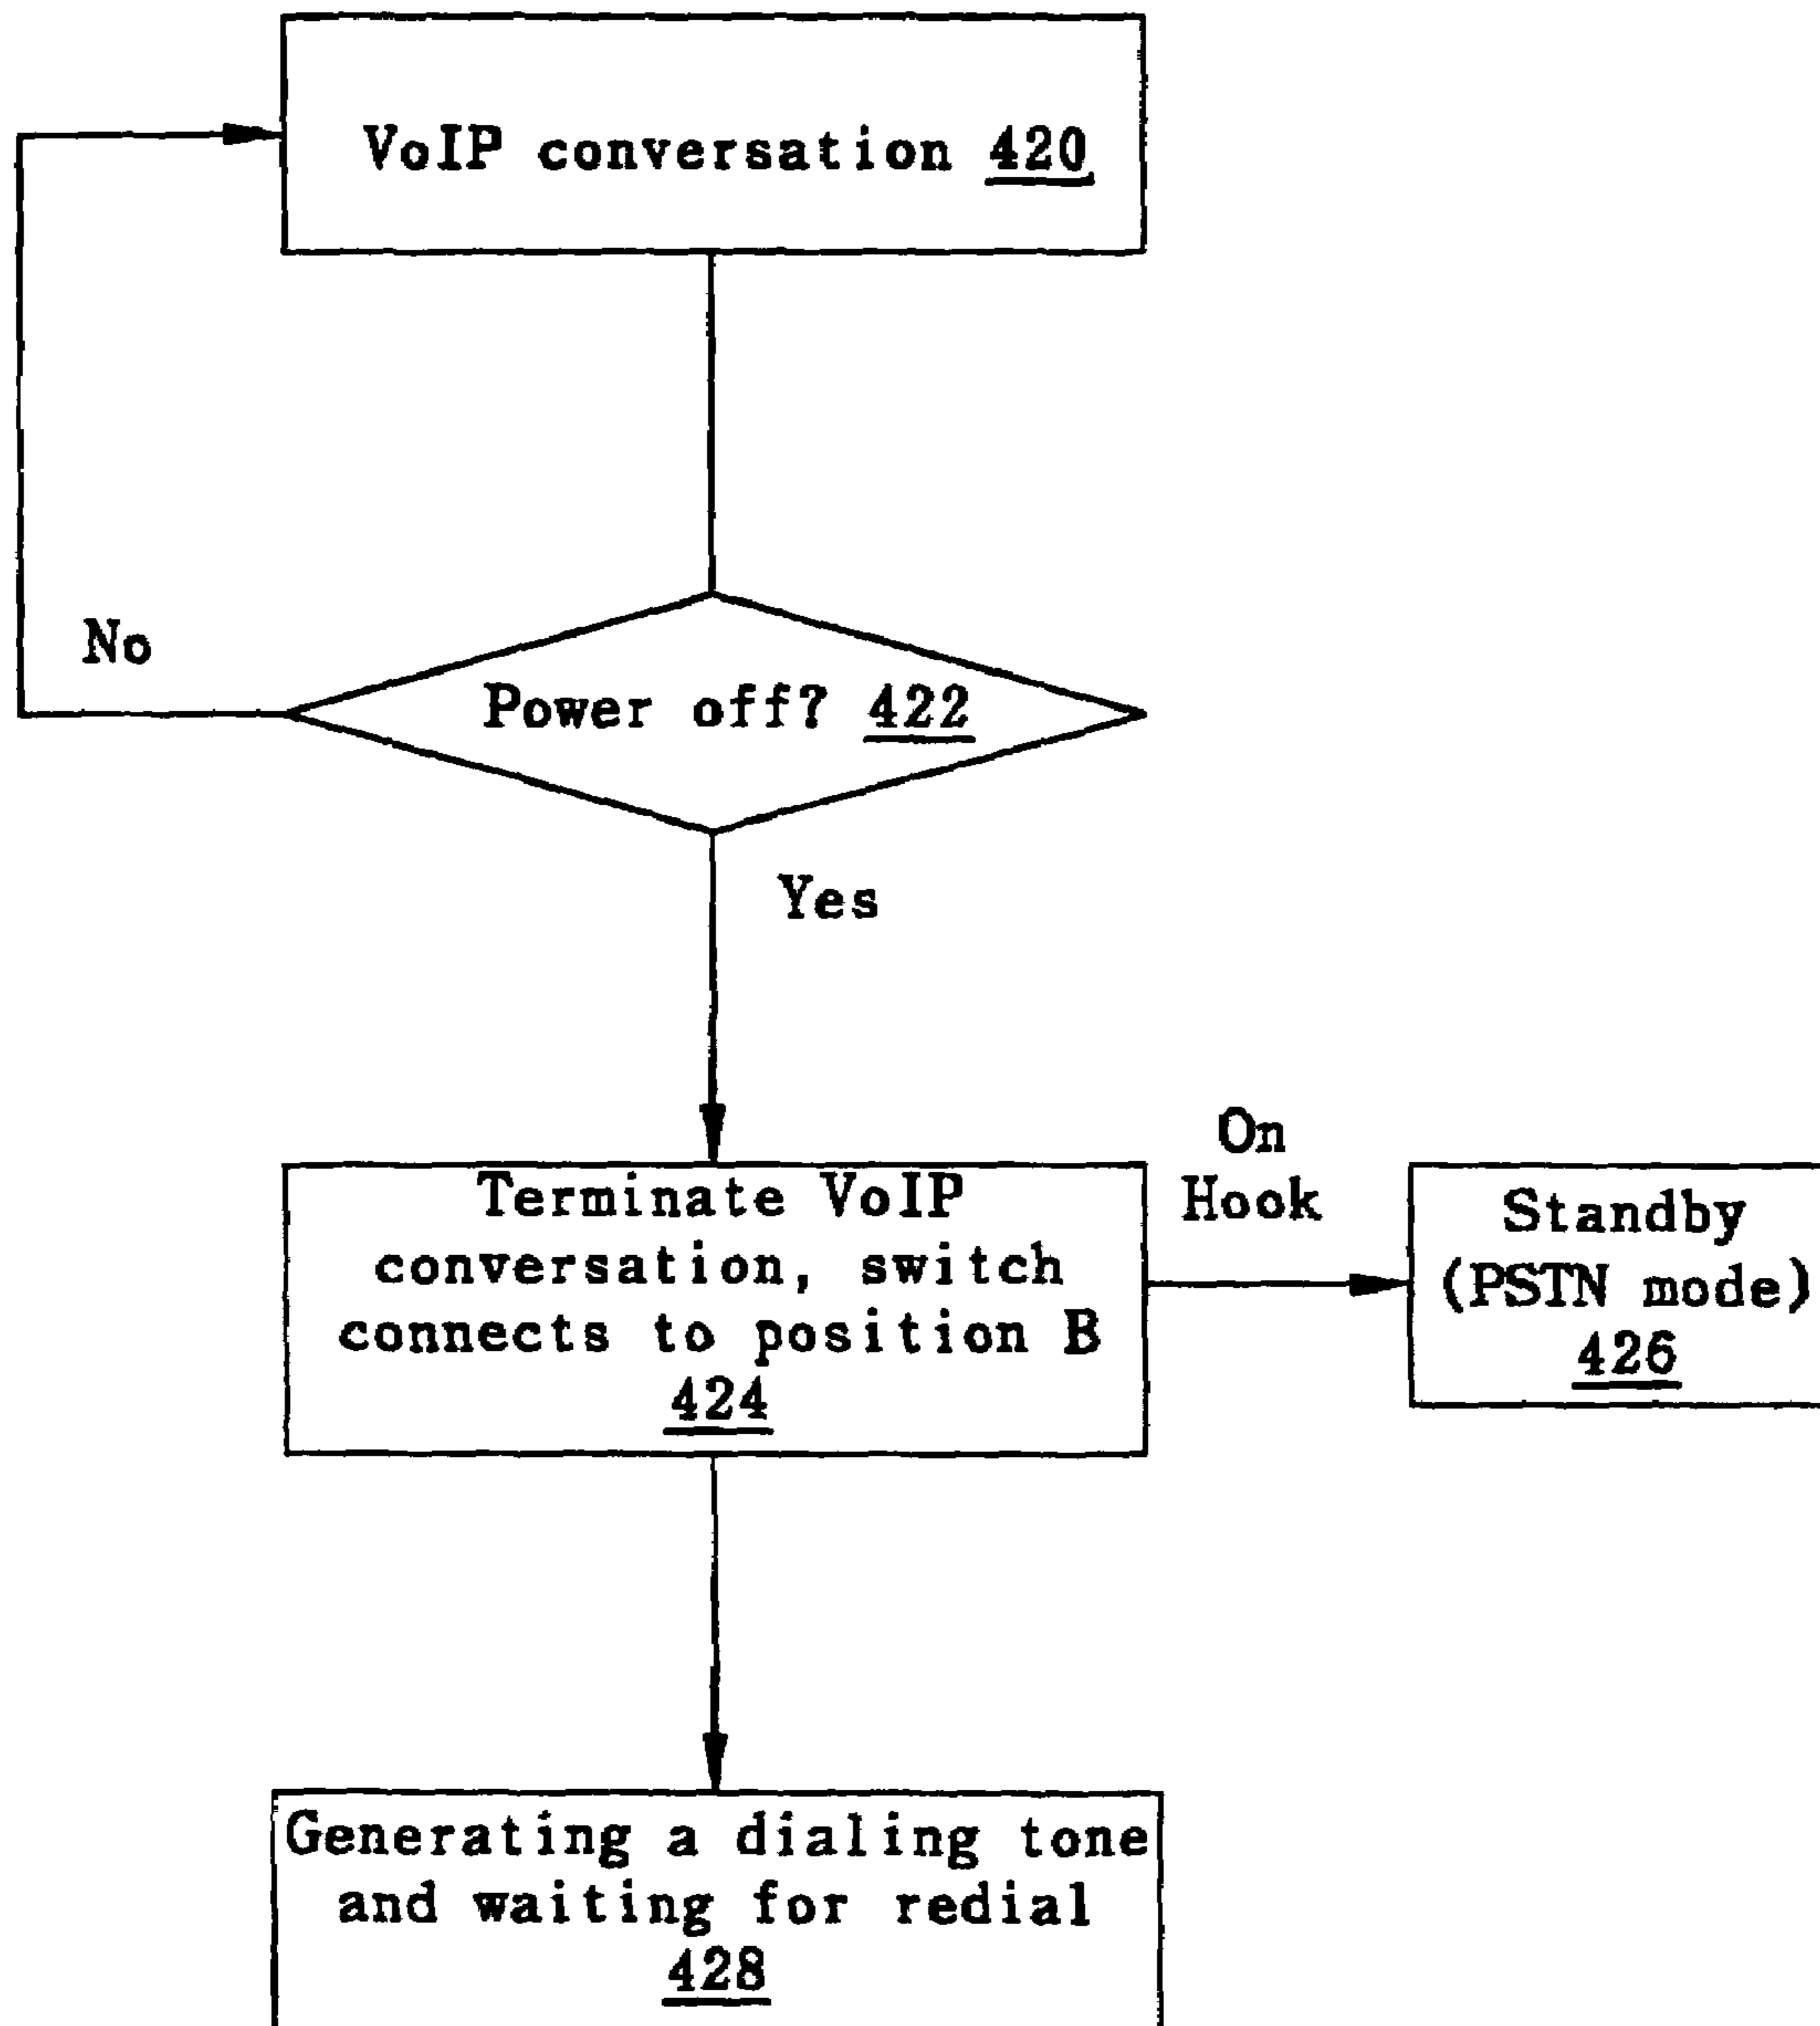 VoIP conversation 420
No
Power off? 422
Yes
Terminate VoIP
conversation, switch
connects to position B
424
On
Hook
Standby
(PSTN mode)
426
Generating a dialing tone
and waiting for redial
428